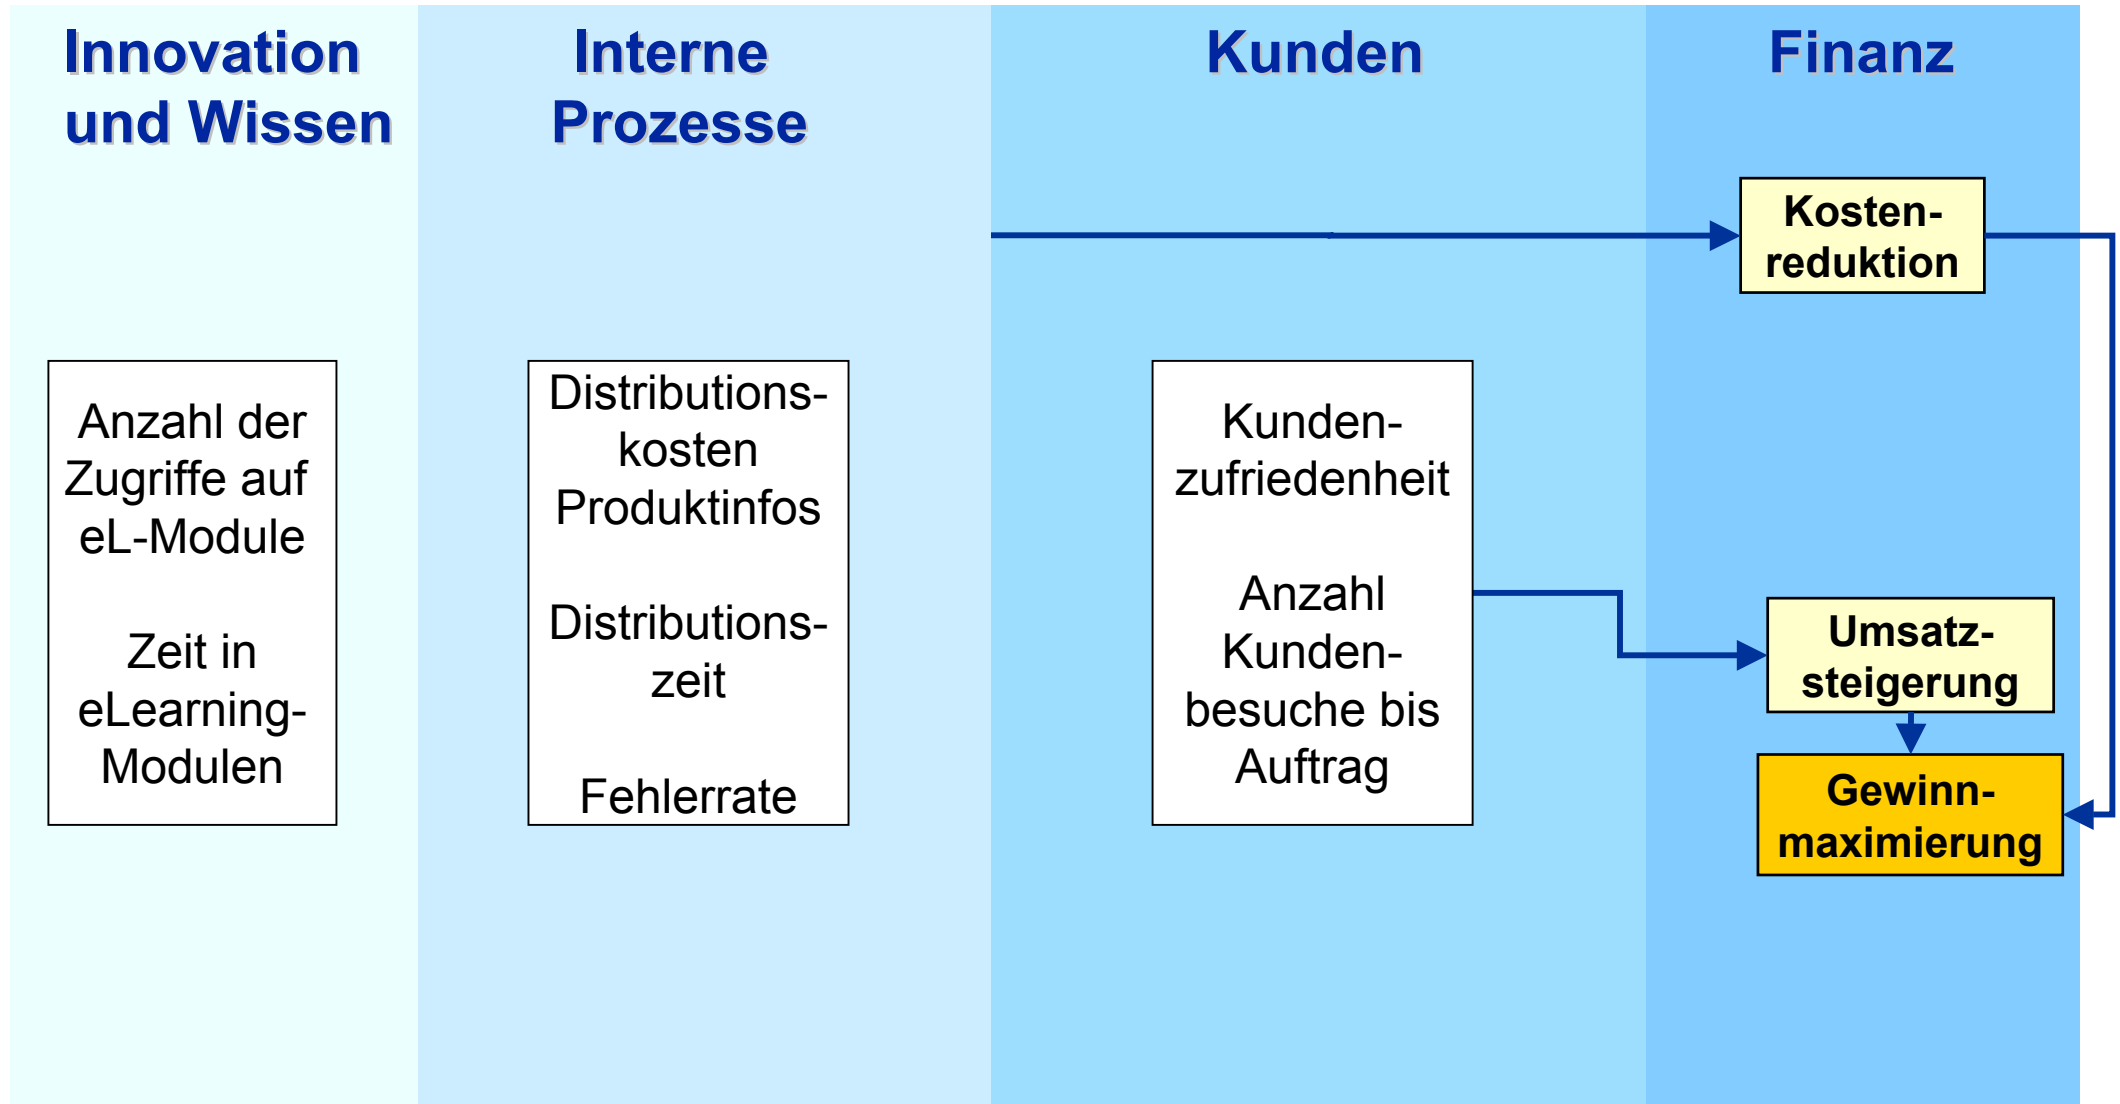 Innovation
und Wissen
Interne
Prozesse
Kunden
Finanz
Kosten-
reduktion
Anzahl der
Zugriffe auf
eL-Module
Zeit in
eLearning-
Modulen
Distributions-
kosten
Produktinfos
Distributions-
zeit
Fehlerrate
Kunden-
zufriedenheit
Anzahl
Kunden-
besuche bis
Auftrag
Umsatz-
steigerung
Gewinn-
maximierung